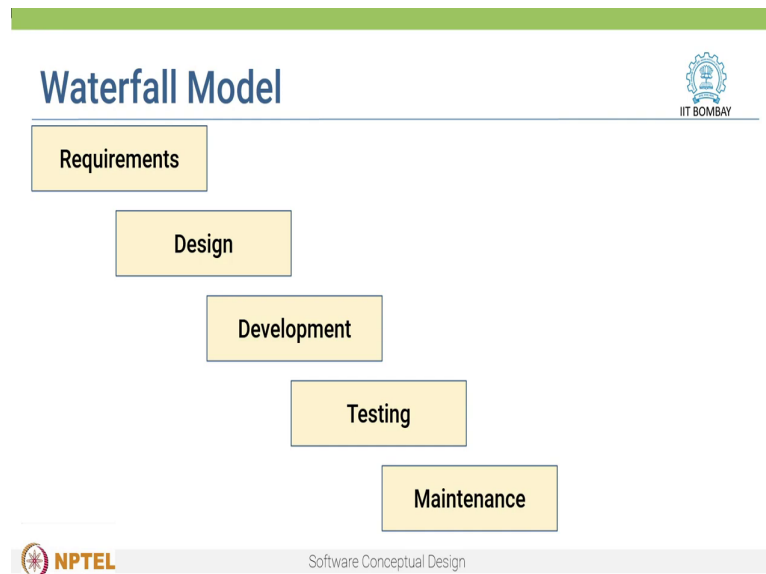 Waterfall Model
IIT BOMBAY
Requirements
Design
Development
Testing
Maintenance
NPTEL
Software Conceptual Design